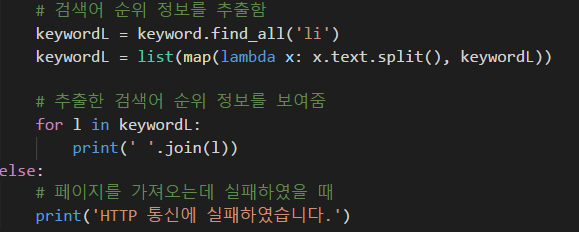 # 검색어 순위 정보를 추출함
keywordL = keyword.find_all('li')
keywordL = list(map(lambda x: x.text.split(), keywordL))
# 추출한 검색어 순위 정보를 보여줌
for l in keywordL:
print(' '.join(l))
else:
# 페이지를 가져오는데 실패하였을 때
print('HTTP 통신에 실패하였습니다.')